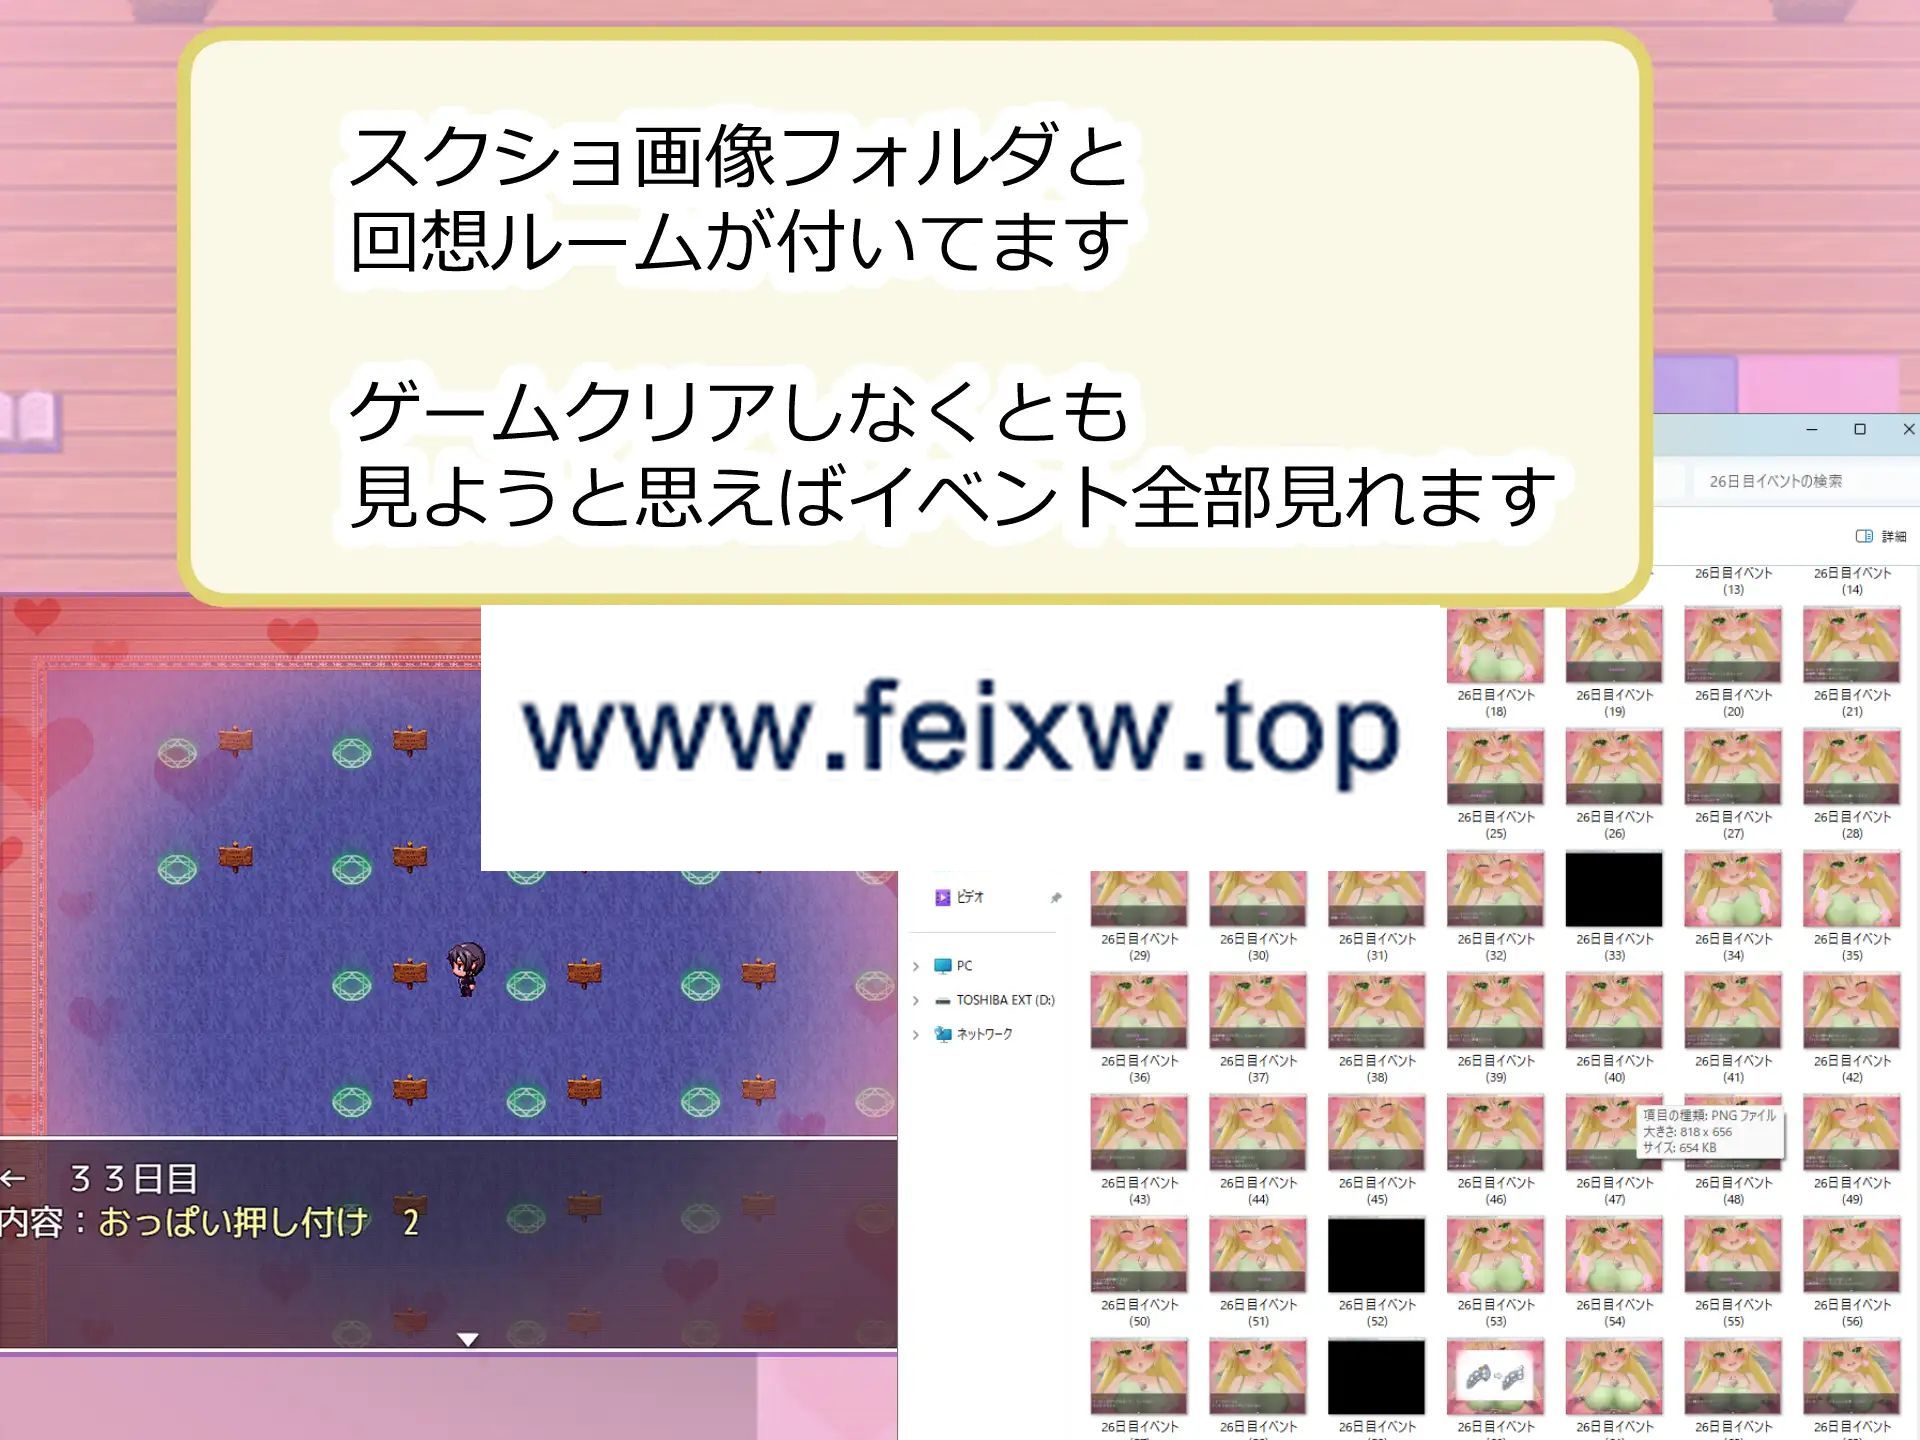 スクショ画像フォルダと
回想ルームが付いてます
ゲームクリアしなくとも
見ようと思えばイベント全部見れます
26日目イベントの検索
詳細
26日目イベント
(13)
26日目イベント
(14)
www.feixw.top
26日目イベント
(18)
26日目イベント
(19)
26日目イベント
(20)
26日目イベント
(21)
26日目イベント
(25)
26日目イベント
(26)
26日目イベント
(27)
26日目イベント
(28)
ビデオ
PC
TOSHIBA EXT (D:)
ネットワーク
26日目イベント
(29)
26日目イベント
(30)
26日目イベント
(31)
26日目イベント
(32)
26日目イベント
(33)
26日目イベント
(34)
26日目イベント
(35)
26日目イベント
(36)
26日目イベント
(37)
26日目イベント
(38)
26日目イベント
(39)
26日目イベント
(40)
26日目イベント
(41)
26日目イベント
(42)
項目の種類: PNG ファイル
大きさ: 818 x 656
サイズ: 654 KB
26日目イベント
(43)
26日目イベント
(44)
26日目イベント
(45)
26日目イベント
(46)
26日目イベント
(47)
26日目イベント
(48)
26日目イベント
(49)
← ３３日目
内容：おっぱい押し付け　2
26日目イベント
(50)
26日目イベント
(51)
26日目イベント
(52)
26日目イベント
(53)
26日目イベント
(54)
26日目イベント
(55)
26日目イベント
(56)
26日目イベント
26日目イベント
26日目イベント
26日目イベント
26日目イベント
26日目イベント
26日目イベント